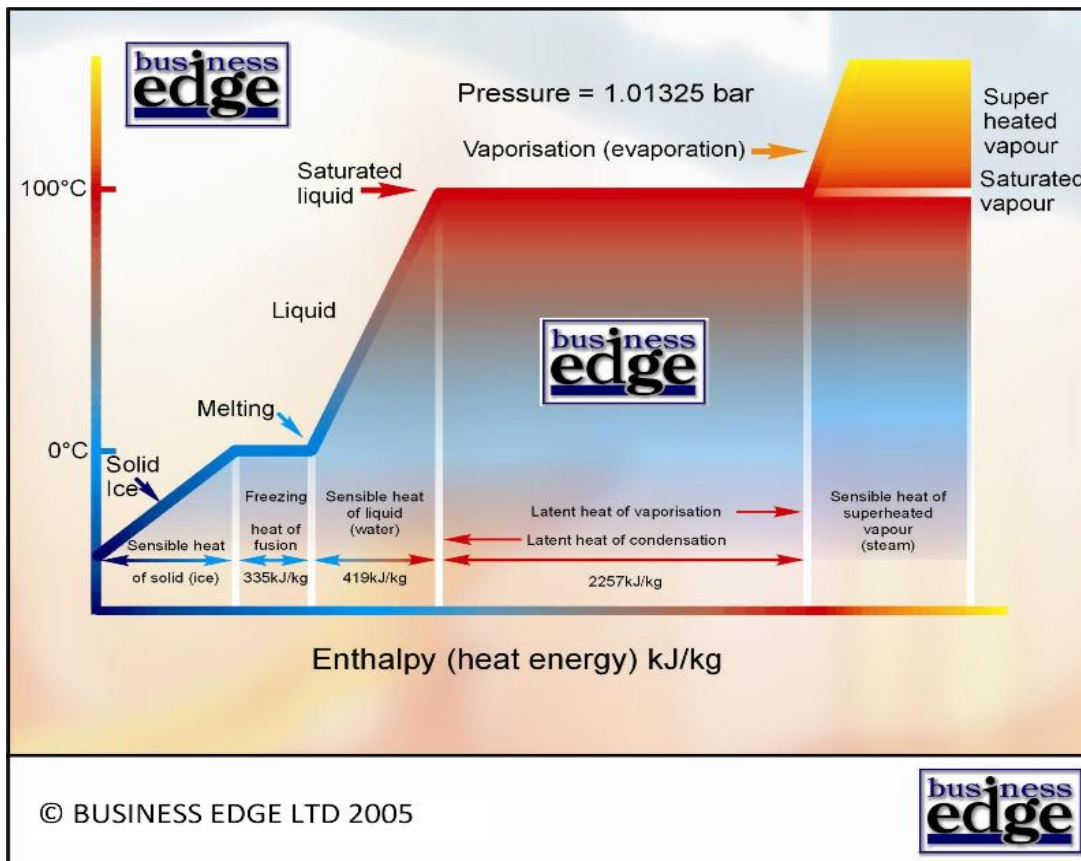 business
edge
Pressure = 1.01325 bar
Super
heated
vapour
Vaporisation (evaporation)
Saturated
liquid
100°C
Saturated
vapour
Liquid
business
edge
Melting
0°C
Solid
Ice
Freezing
heat of
fusion
335kJ/kg
Sensible heat
of liquid
(water)
419kJ/kg
Latent heat of vaporisation
Latent heat of condensation
2257kJ/kg
Sensible heat of
superheated
vapour
(steam)
Sensible heat
of solid (ice)
Enthalpy (heat energy) kJ/kg
© BUSINESS EDGE LTD 2005
business
edge